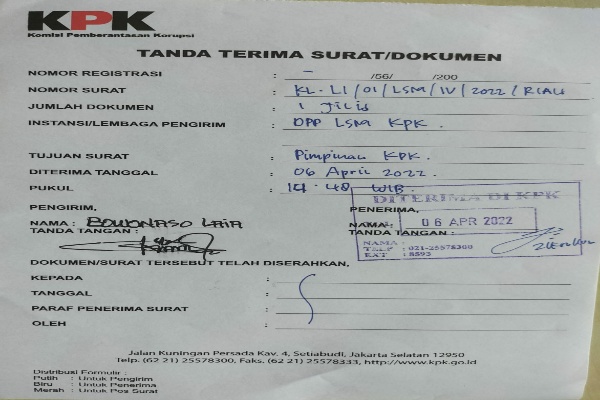 KPK
Komisi Pemberantasan Korupsi
TANDA TERIMA SURAT/DOKUMEN
NOMOR REGISTRASI : – /56/ /200
NOMOR SURAT : KL.LI/01/LSM/IV/2022/RIAU
JUMLAH DOKUMEN : 1 Jilid
INSTANSI/LEMBAGA PENGIRIM : DPP LSM KPK.
TUJUAN SURAT : Pimpinan KPK.
DITERIMA TANGGAL : 06 April 2022.
PUKUL : 14.48 WIB.
PENGIRIM, PENERIMA,
DITERIMA DI KPK
NAMA : BOWONASO LAIA NAMA :
06 APR 2022
TANDA TANGAN : TANDA TANGAN :
NAMA :
TELP : 021-25578300
EXT : 8593
DOKUMEN/SURAT TERSEBUT TELAH DISERAHKAN,
KEPADA :
TANGGAL :
PARAF PENERIMA SURAT :
OLEH :
Jalan Kuningan Persada Kav. 4, Setiabudi, Jakarta Selatan 12950
Telp. (62 21) 25578300, Faks. (62 21) 25578333, http://www.kpk.go.id
Distribusi Formulir :
Putih : Untuk Pengirim
Biru : Untuk Penerima
Merah : Untuk Pos Surat